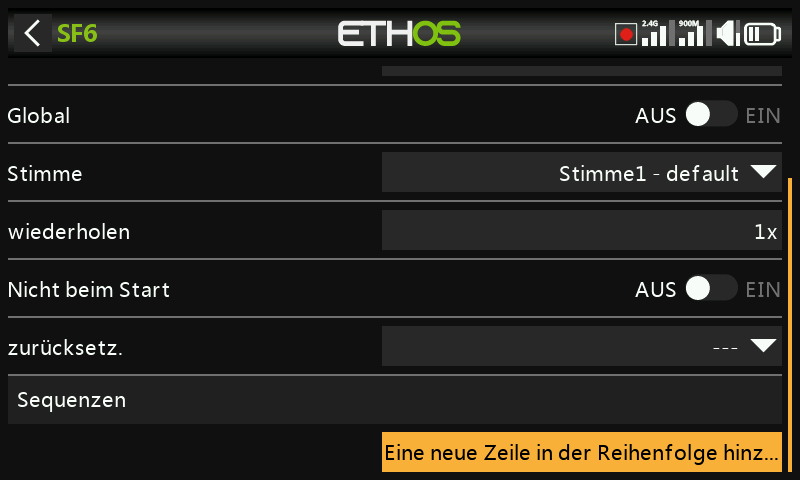 SF6
ETHOS
2.4G
900M
Global
AUS
EIN
Stimme
Stimme1 - default
wiederholen
1x
Nicht beim Start
AUS
EIN
zurücksetz.
---
Sequenzen
Eine neue Zeile in der Reihenfolge hinz...